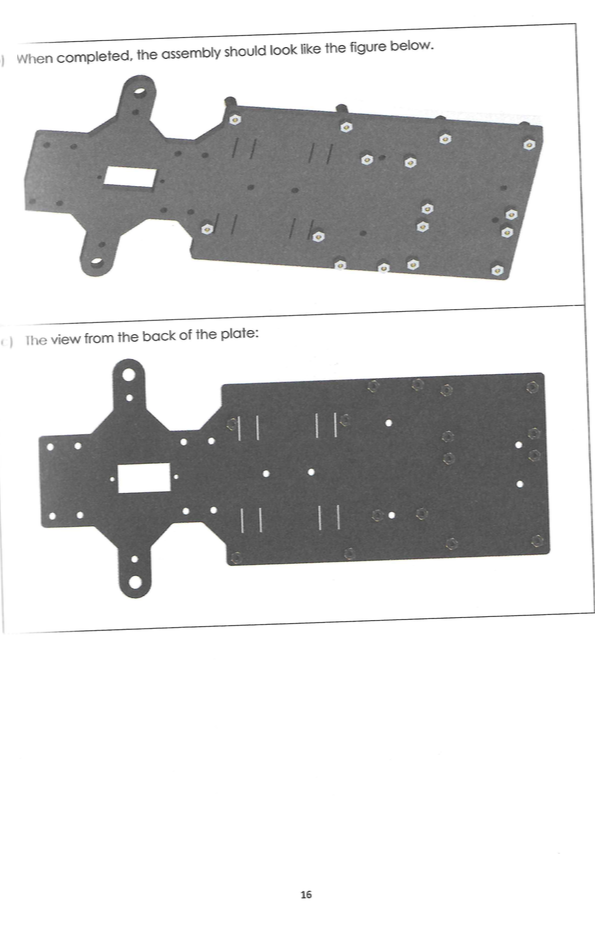 ) When completed, the assembly should look like the figure below.
) The view from the back of the plate:
16